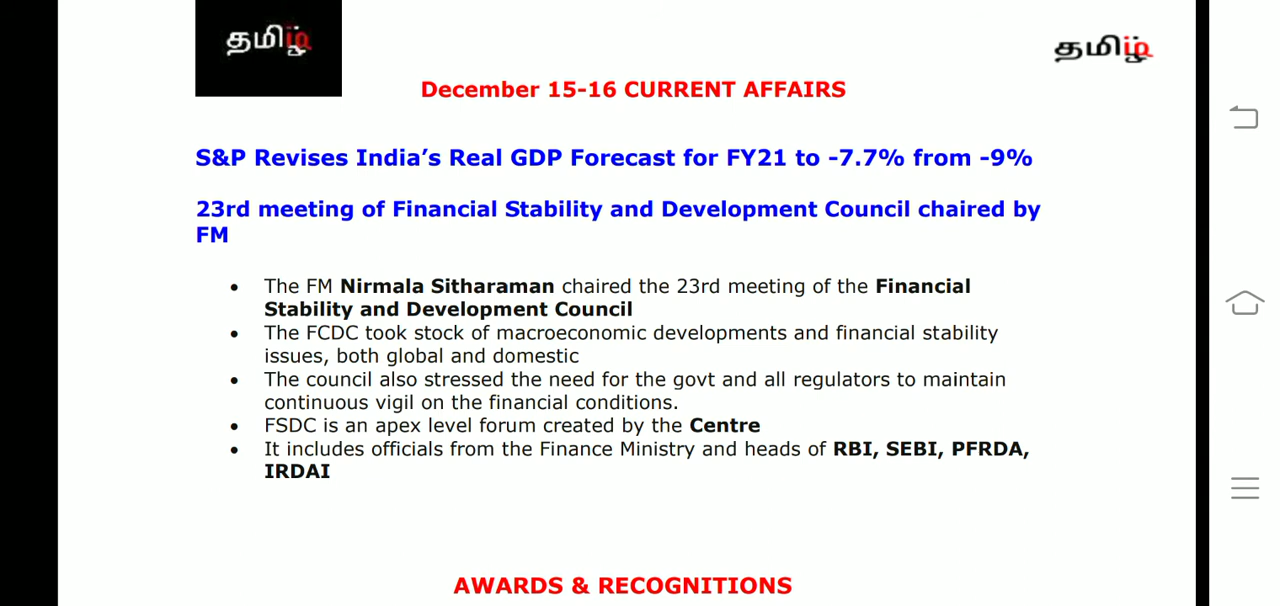 தமிழ்
தமிழ்
December 15-16 CURRENT AFFAIRS
S&P Revises India’s Real GDP Forecast for FY21 to -7.7% from -9%
23rd meeting of Financial Stability and Development Council chaired by
FM
• The FM Nirmala Sitharaman chaired the 23rd meeting of the Financial
Stability and Development Council
• The FCDC took stock of macroeconomic developments and financial stability
issues, both global and domestic
• The council also stressed the need for the govt and all regulators to maintain
continuous vigil on the financial conditions.
• FSDC is an apex level forum created by the Centre
• It includes officials from the Finance Ministry and heads of RBI, SEBI, PFRDA,
IRDAI
AWARDS & RECOGNITIONS